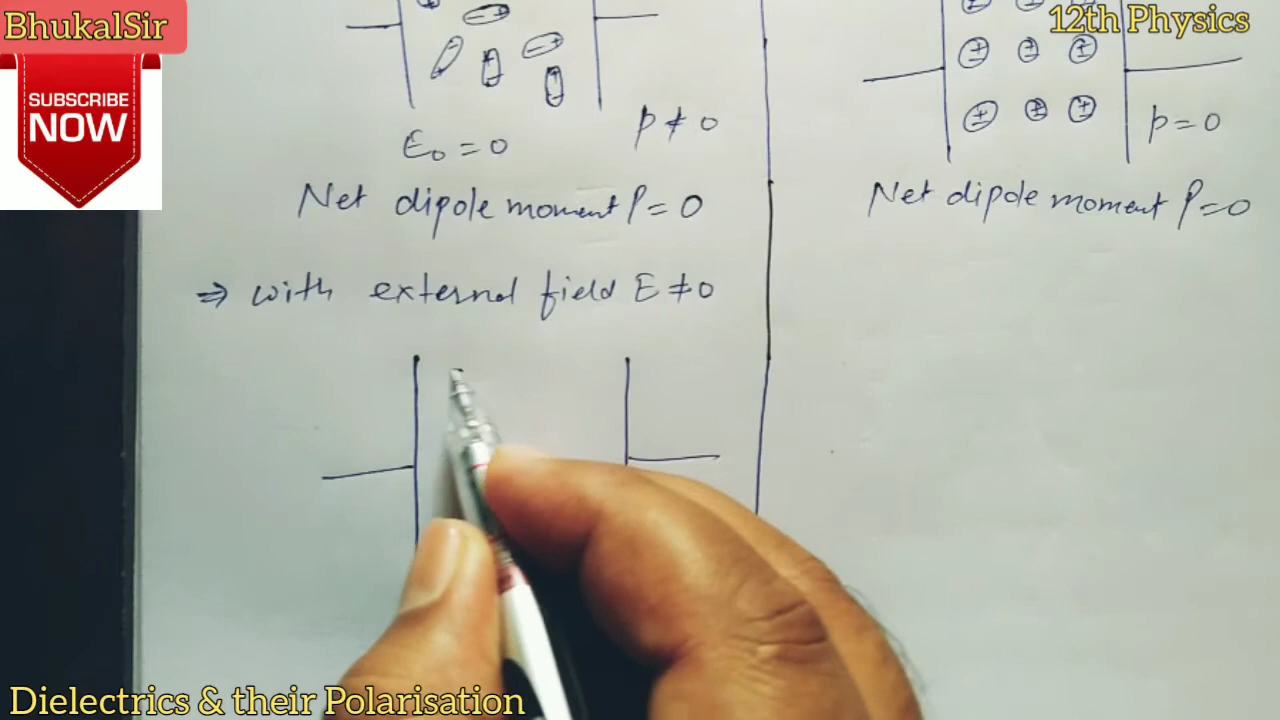 BhukalSir
12th Physics
SUBSCRIBE
NOW
E₀ = 0
p ≠ 0
Net dipole moment P = 0
⇒ with external field E ≠ 0
p = 0
Net dipole moment P = 0
Dielectrics & their Polarisation